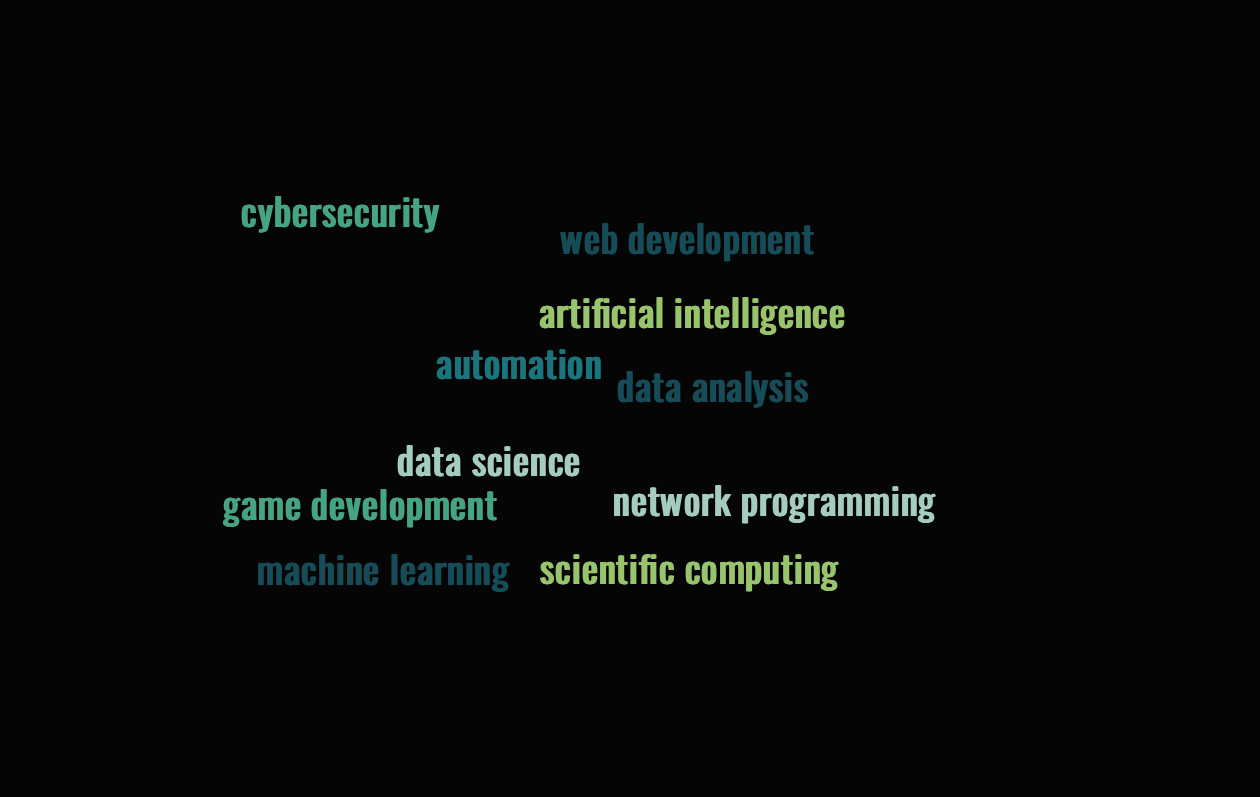 cybersecurity
web development
artificial intelligence
automation
data analysis
data science
network programming
game development
machine learning
scientific computing